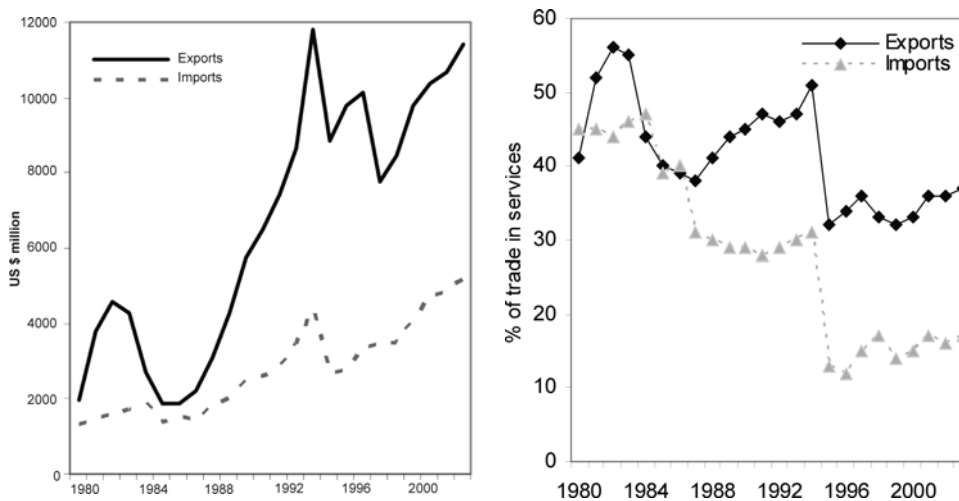 12000
10000
8000
6000
4000
2000
0
US $ million
Exports
Imports
1980 1984 1988 1992 1996 2000
60
50
40
30
20
10
0
% of trade in services
Exports
Imports
1980 1984 1988 1992 1996 2000